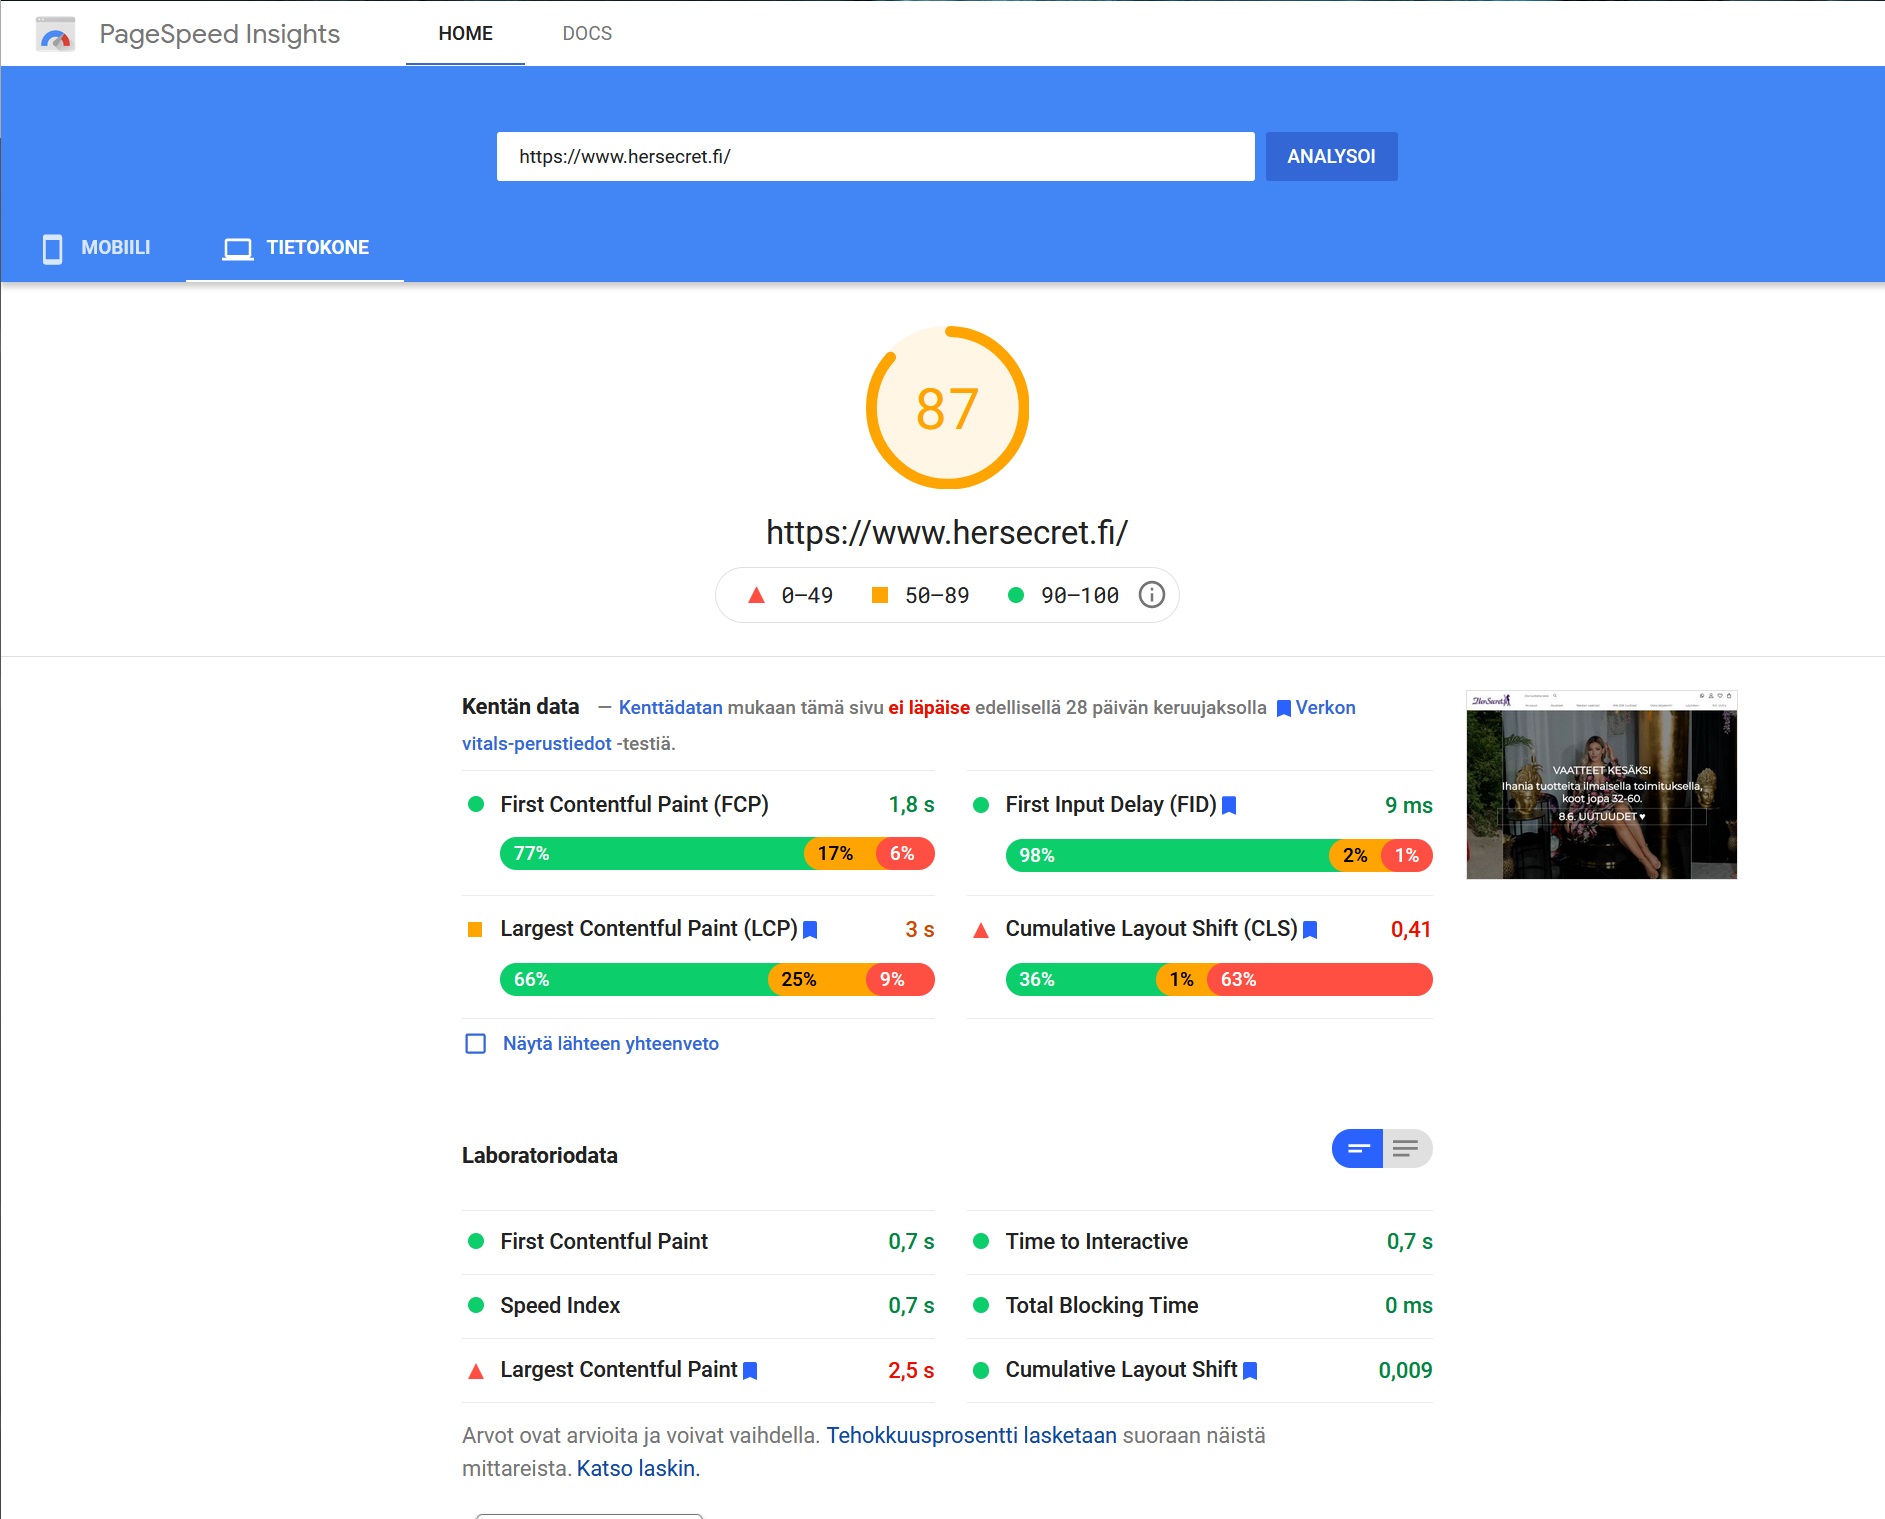 PageSpeed Insights
HOME
DOCS
https://www.hersecret.fi/
ANALYSOI
MOBIILI
TIETOKONE
87
https://www.hersecret.fi/
0–49
50–89
90–100
Kentän data — Kenttädatan mukaan tämä sivu ei läpäise edellisellä 28 päivän keruujaksolla Verkon
vitals-perustiedot -testiä.
First Contentful Paint (FCP) 1,8 s
77% 17% 6%
First Input Delay (FID) 9 ms
98% 2% 1%
Largest Contentful Paint (LCP) 3 s
66% 25% 9%
Cumulative Layout Shift (CLS) 0,41
36% 1% 63%
Näytä lähteen yhteenveto
HerSecret
VAATTEET KESÄKSI
Ihania tuotteita ilmaisella toimituksella,
koot jopa 32-60.
8.6. UUTUUDET ♥
Laboratoriodata
First Contentful Paint 0,7 s
Time to Interactive 0,7 s
Speed Index 0,7 s
Total Blocking Time 0 ms
Largest Contentful Paint 2,5 s
Cumulative Layout Shift 0,009
Arvot ovat arvioita ja voivat vaihdella. Tehokkuusprosentti lasketaan suoraan näistä
mittareista. Katso laskin.